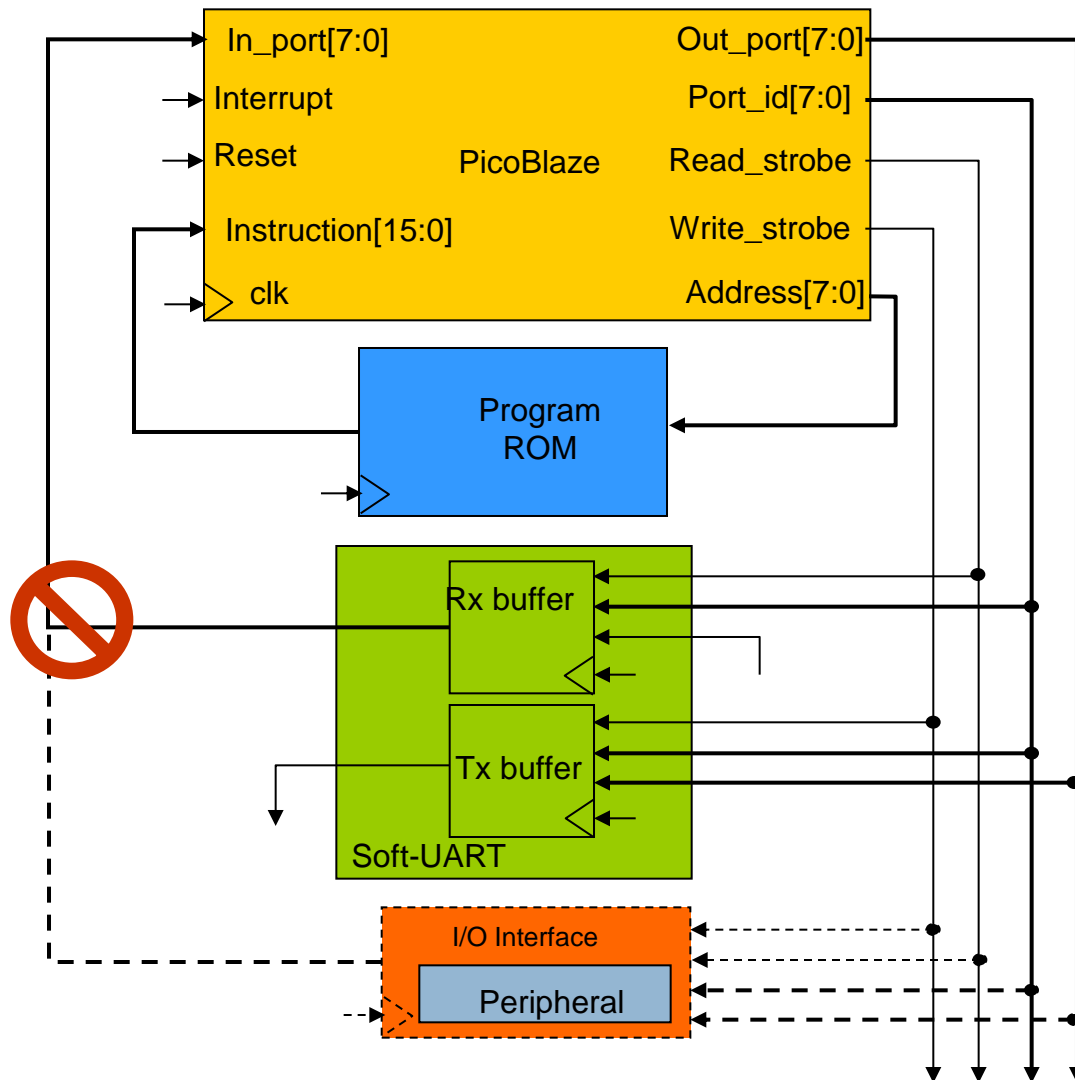 In_port[7:0]
Out_port[7:0]
Interrupt
Port_id[7:0]
Reset
PicoBlaze
Read_strobe
Instruction[15:0]
Write_strobe
clk
Address[7:0]
Program
ROM
Rx buffer
Tx buffer
Soft-UART
I/O Interface
Peripheral